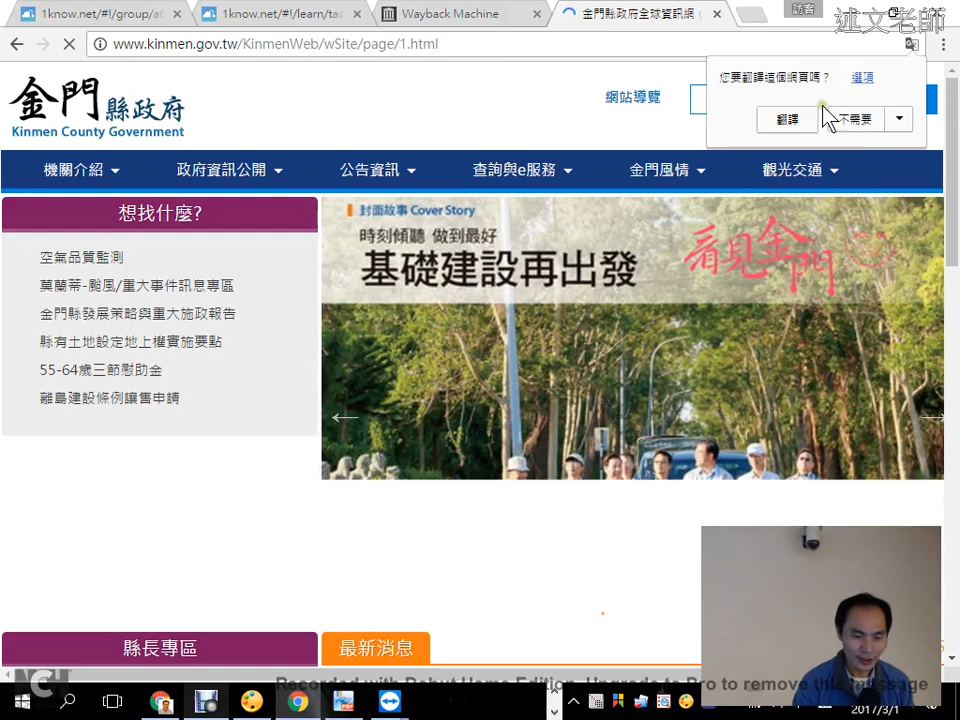 1know.net/#!/group/a6
1know.net/#!/learn/tas
Wayback Machine
金門縣政府全球資訊網 (
訪客
述文老師
www.kinmen.gov.tw/KinmenWeb/wSite/page/1.html
您要翻譯這個網頁嗎？ 選項
翻譯
不需要
金門縣政府
Kinmen County Government
網站導覽
機關介紹
政府資訊公開
公告資訊
查詢與e服務
金門風情
觀光交通
想找什麼?
空氣品質監測
莫蘭蒂-颱風/重大事件訊息專區
金門縣發展策略與重大施政報告
縣有土地設定地上權實施要點
55-64歲三節慰助金
離島建設條例讓售申請
封面故事 Cover Story
時刻傾聽 做到最好
基礎建設再出發
看見金門
縣長專區
最新消息
NCH
Recorded with Debut Home Edition. Upgrade to Pro to remove this message
2017/3/1